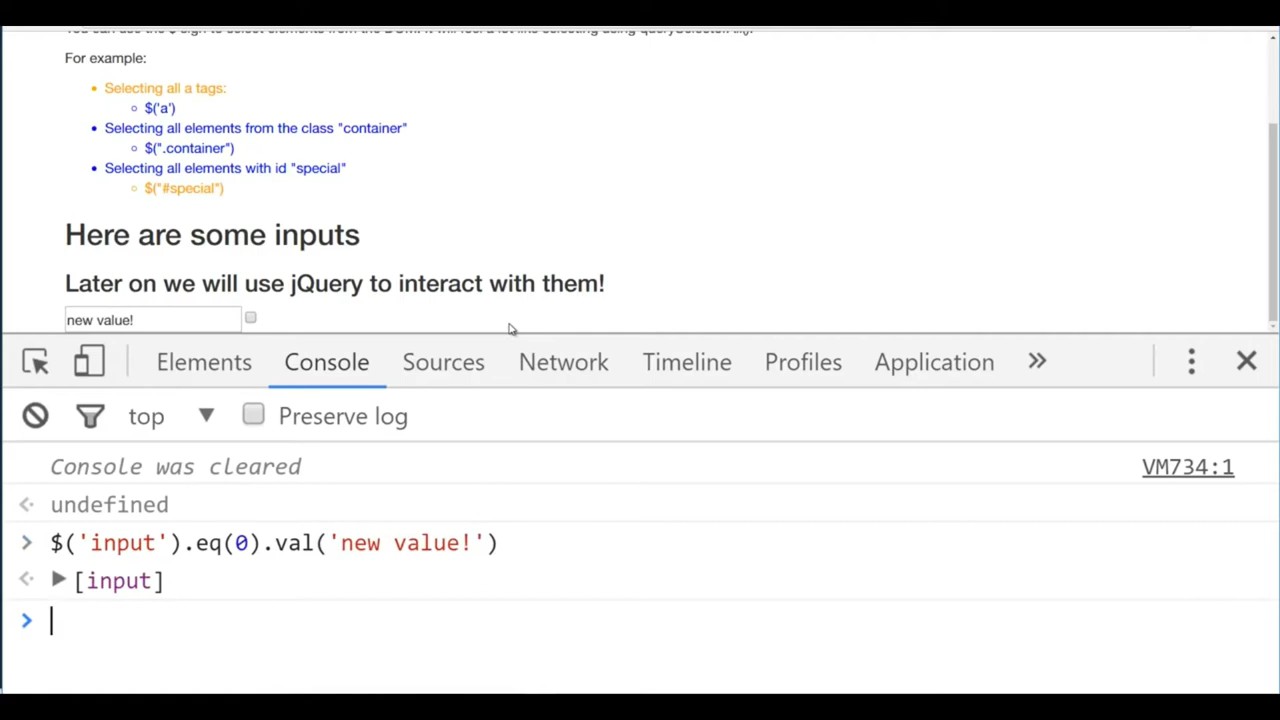 For example:
Selecting all a tags:
$('a')
Selecting all elements from the class "container"
$(".container")
Selecting all elements with id "special"
$("#special")
Here are some inputs
Later on we will use jQuery to interact with them!
new value!
Elements Console Sources Network Timeline Profiles Application »
top Preserve log
Console was cleared VM734:1
undefined
$('input').eq(0).val('new value!')
[input]